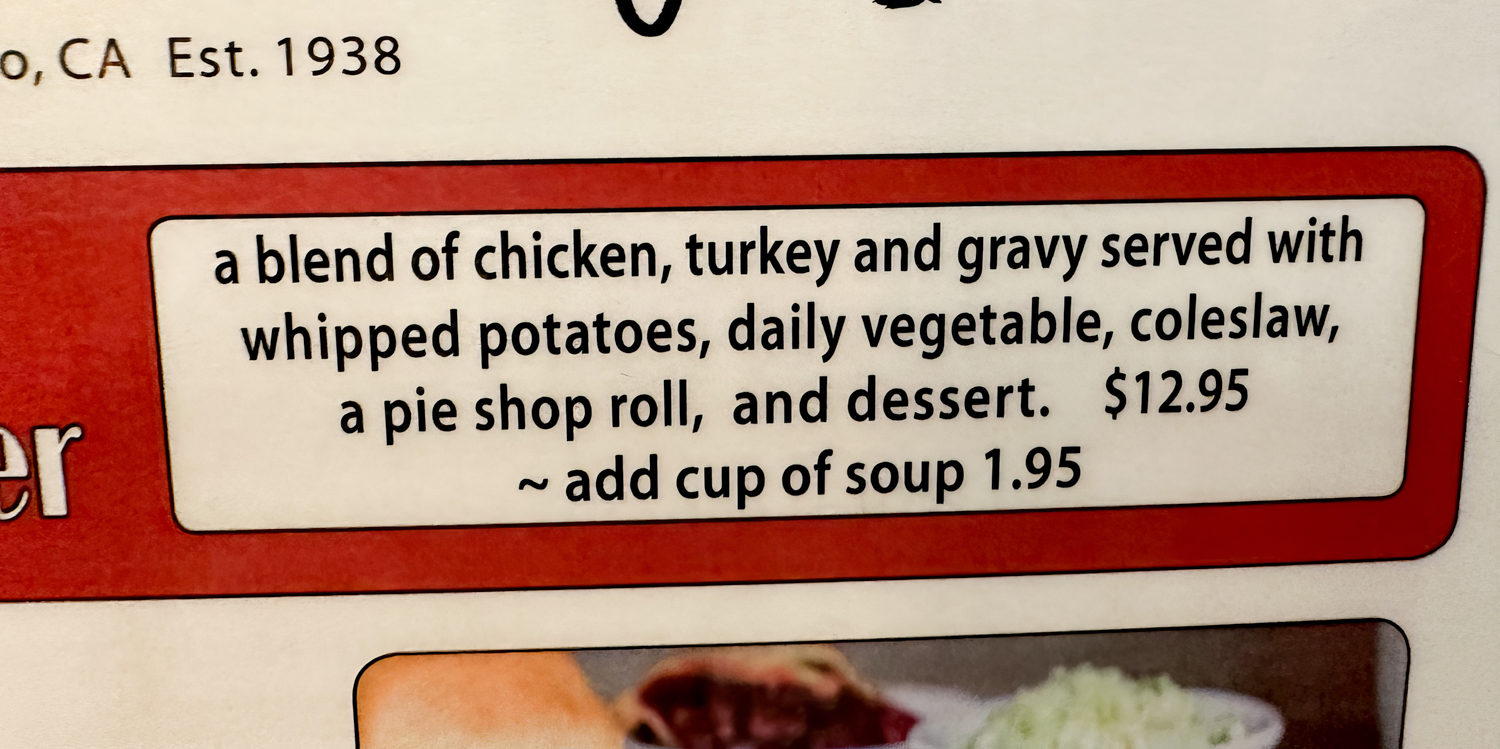 CA Est. 1938
a blend of chicken, turkey and gravy served with
whipped potatoes, daily vegetable, coleslaw,
a pie shop roll, and dessert. $12.95
~ add cup of soup 1.95